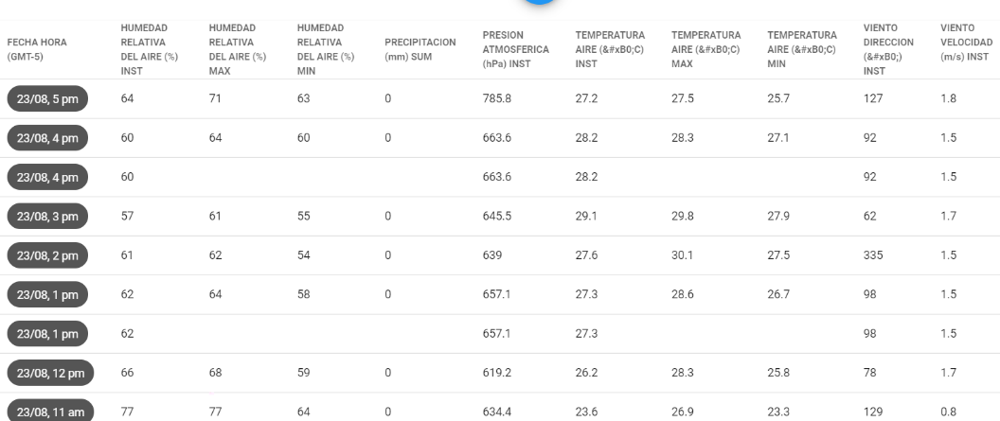 FECHA HORA (GMT-5) HUMEDAD RELATIVA DEL AIRE (%) INST HUMEDAD RELATIVA DEL AIRE (%) MAX HUMEDAD RELATIVA DEL AIRE (%) MIN PRECIPITACION (mm) SUM PRESION ATMOSFERICA (hPa) INST TEMPERATURA AIRE (&#xB0;C) INST TEMPERATURA AIRE (&#xB0;C) MAX TEMPERATURA AIRE (&#xB0;C) MIN VIENTO DIRECCION (&#xB0;) INST VIENTO VELOCIDAD (m/s) INST
23/08, 5 pm 64 71 63 0 785.8 27.2 27.5 25.7 127 1.8
23/08, 4 pm 60 64 60 0 663.6 28.2 28.3 27.1 92 1.5
23/08, 4 pm 60 663.6 28.2 92 1.5
23/08, 3 pm 57 61 55 0 645.5 29.1 29.8 27.9 62 1.7
23/08, 2 pm 61 62 54 0 639 27.6 30.1 27.5 335 1.5
23/08, 1 pm 62 64 58 0 657.1 27.3 28.6 26.7 98 1.5
23/08, 1 pm 62 657.1 27.3 98 1.5
23/08, 12 pm 66 68 59 0 619.2 26.2 28.3 25.8 78 1.7
23/08, 11 am 77 77 64 0 634.4 23.6 26.9 23.3 129 0.8